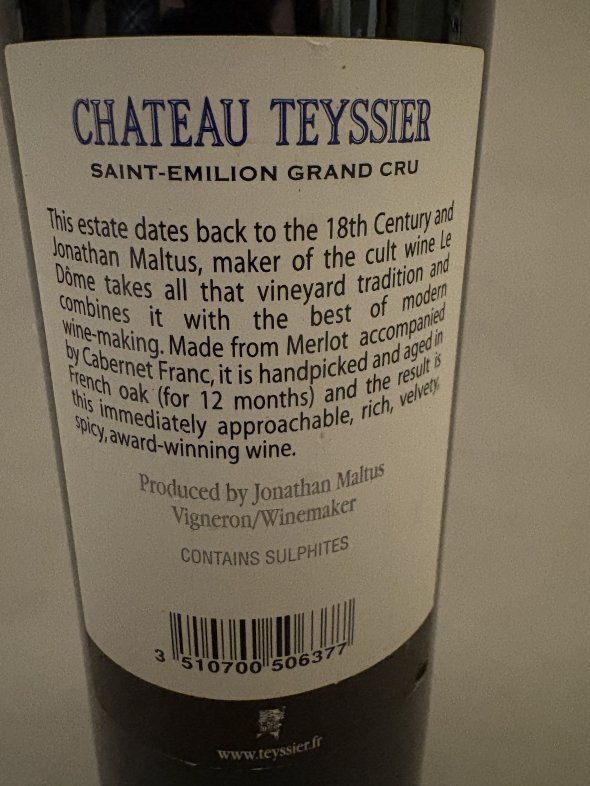 CHATEAU TEYSSIER
SAINT-EMILION GRAND CRU
This estate dates back to the 18th Century and
Jonathan Maltus, maker of the cult wine Le
Dôme takes all that vineyard tradition and
combines it with the best of modern
wine-making. Made from Merlot accompanied
by Cabernet Franc, it is handpicked and aged in
French oak (for 12 months) and the result is
this immediately approachable, rich, velvety,
spicy, award-winning wine.
Produced by Jonathan Maltus
Vigneron/Winemaker
CONTAINS SULPHITES
3 510700 506377
www.teyssier.fr